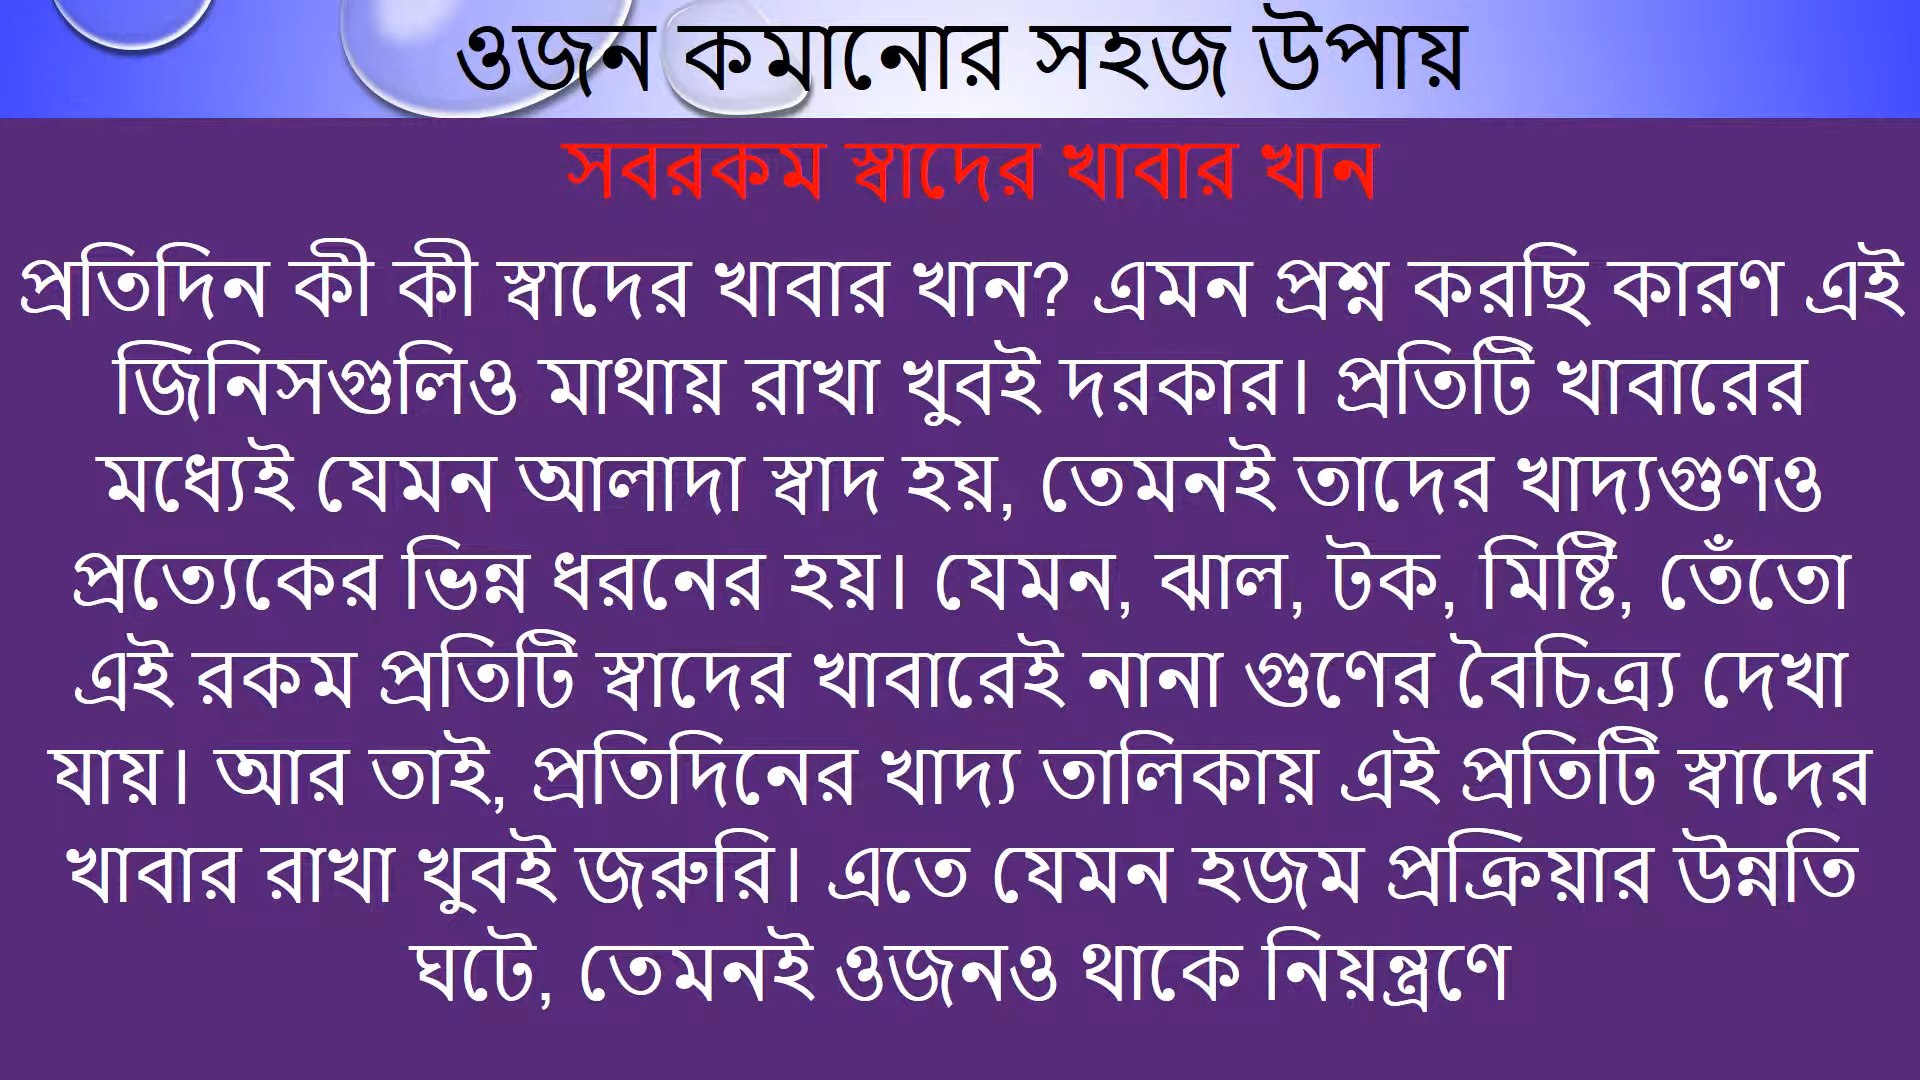 ওজন কমানোর সহজ উপায়
সবরকম স্বাদের খাবার খান
প্রতিদিন কী কী স্বাদের খাবার খান? এমন প্রশ্ন করছি কারণ এই
জিনিসগুলিও মাথায় রাখা খুবই দরকার। প্রতিটি খাবারের
মধ্যেই যেমন আলাদা স্বাদ হয়, তেমনই তাদের খাদ্যগুণও
প্রত্যেকের ভিন্ন ধরনের হয়। যেমন, ঝাল, টক, মিষ্টি, তেঁতো
এই রকম প্রতিটি স্বাদের খাবারেই নানা গুণের বৈচিত্র্য দেখা
যায়। আর তাই, প্রতিদিনের খাদ্য তালিকায় এই প্রতিটি স্বাদের
খাবার রাখা খুবই জরুরি। এতে যেমন হজম প্রক্রিয়ার উন্নতি
ঘটে, তেমনই ওজনও থাকে নিয়ন্ত্রণে